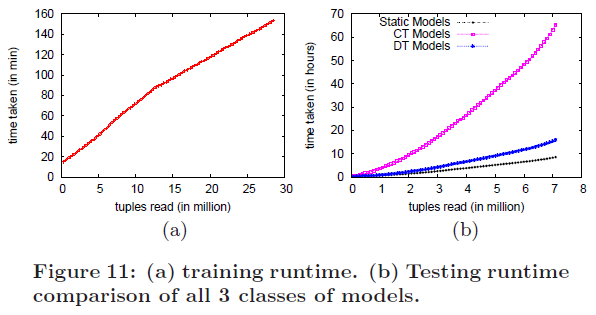 160
140
120
100
80
60
40
20
0
time taken (in min)
0 5 10 15 20 25 30
tuples read (in million)
(a)
70
60
50
40
30
20
10
0
time taken (in hours)
Static Models
CT Models
DT Models
0 1 2 3 4 5 6 7 8
tuples read (in million)
(b)
Figure 11: (a) training runtime. (b) Testing runtime
comparison of all 3 classes of models.